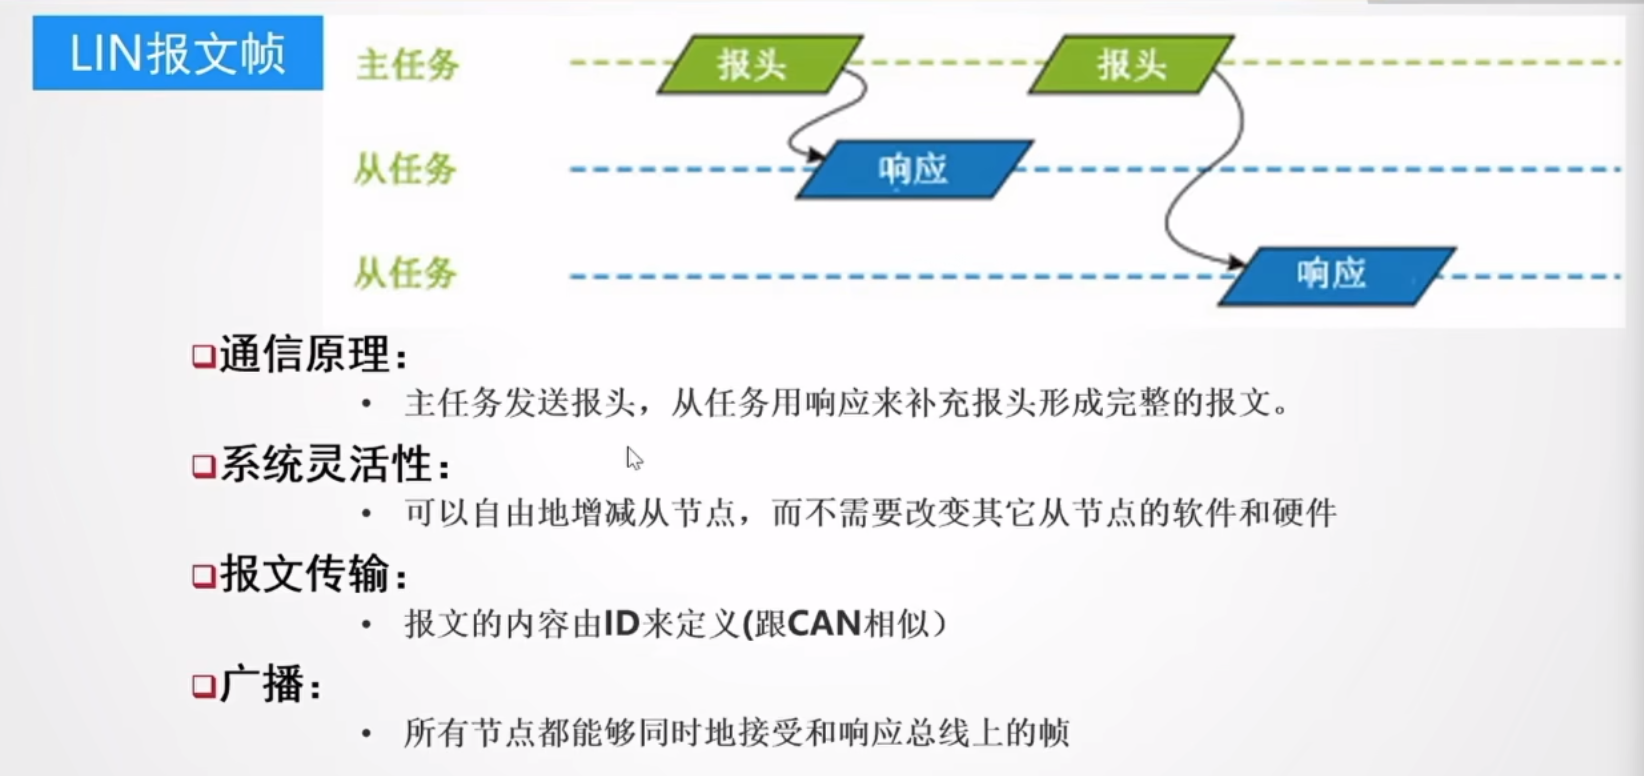 LIN报文帧
主任务
报头
报头
从任务
响应
从任务
响应
❑通信原理：
• 主任务发送报头，从任务用响应来补充报头形成完整的报文。
❑系统灵活性：
• 可以自由地增减从节点，而不需要改变其它从节点的软件和硬件
❑报文传输：
• 报文的内容由ID来定义(跟CAN相似）
❑广播：
• 所有节点都能够同时地接受和响应总线上的帧